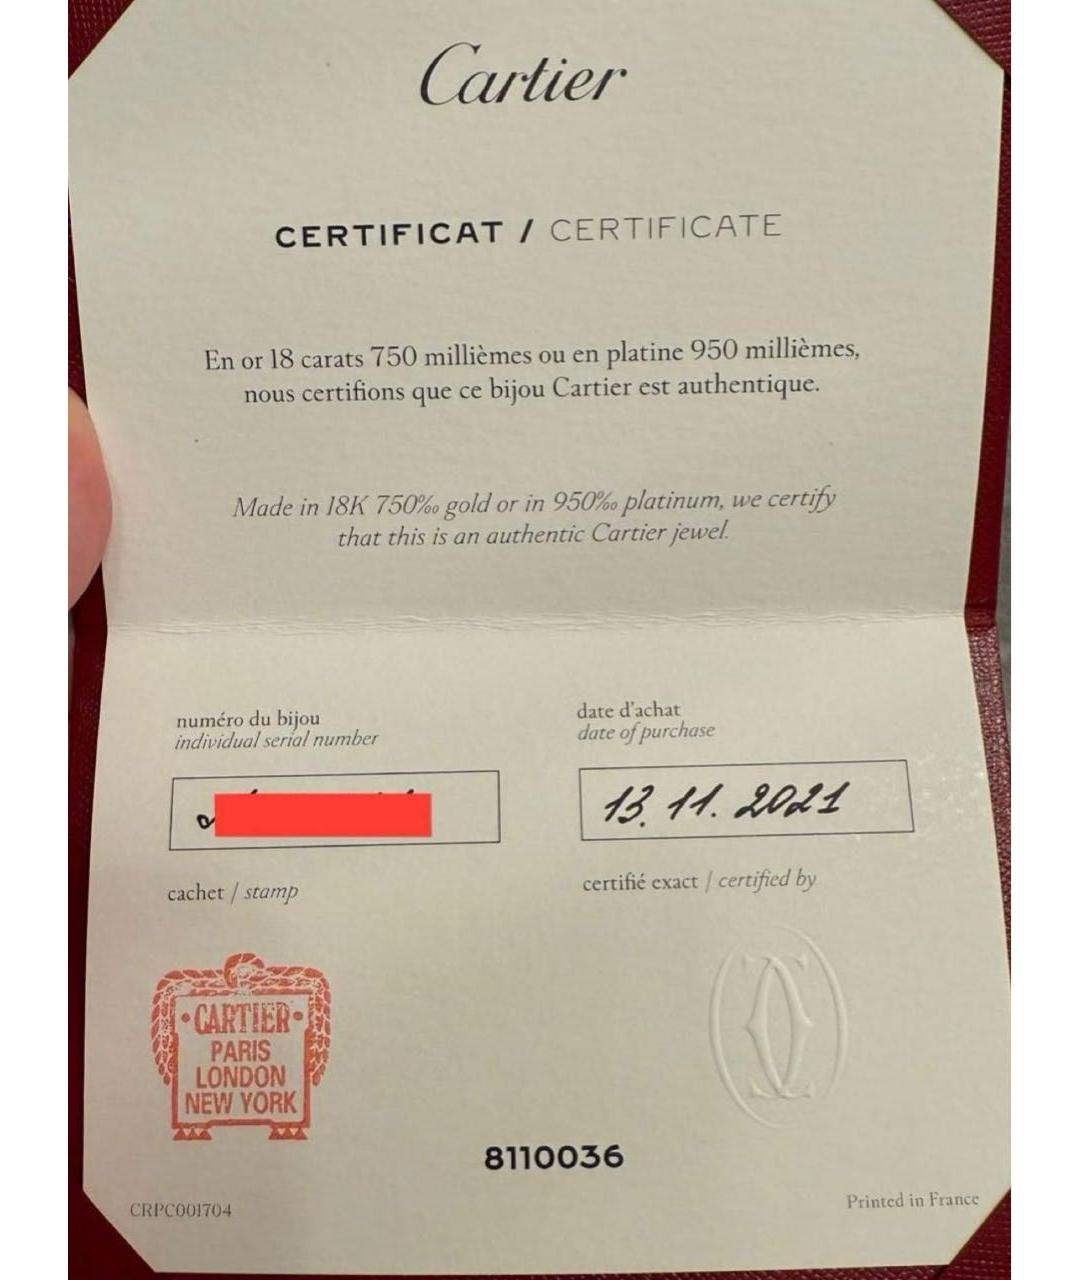 Cartier
CERTIFICAT / CERTIFICATE
En or 18 carats 750 millièmes ou en platine 950 millièmes,
nous certifions que ce bijou Cartier est authentique.
Made in 18K 750‰ gold or in 950‰ platinum, we certify
that this is an authentic Cartier jewel.
numéro du bijou
individual serial number
date d'achat
date of purchase
13. 11. 2021
cachet / stamp
certifié exact / certified by
•CARTIER•
PARIS
LONDON
NEW YORK
8110036
CRPC001704
Printed in France